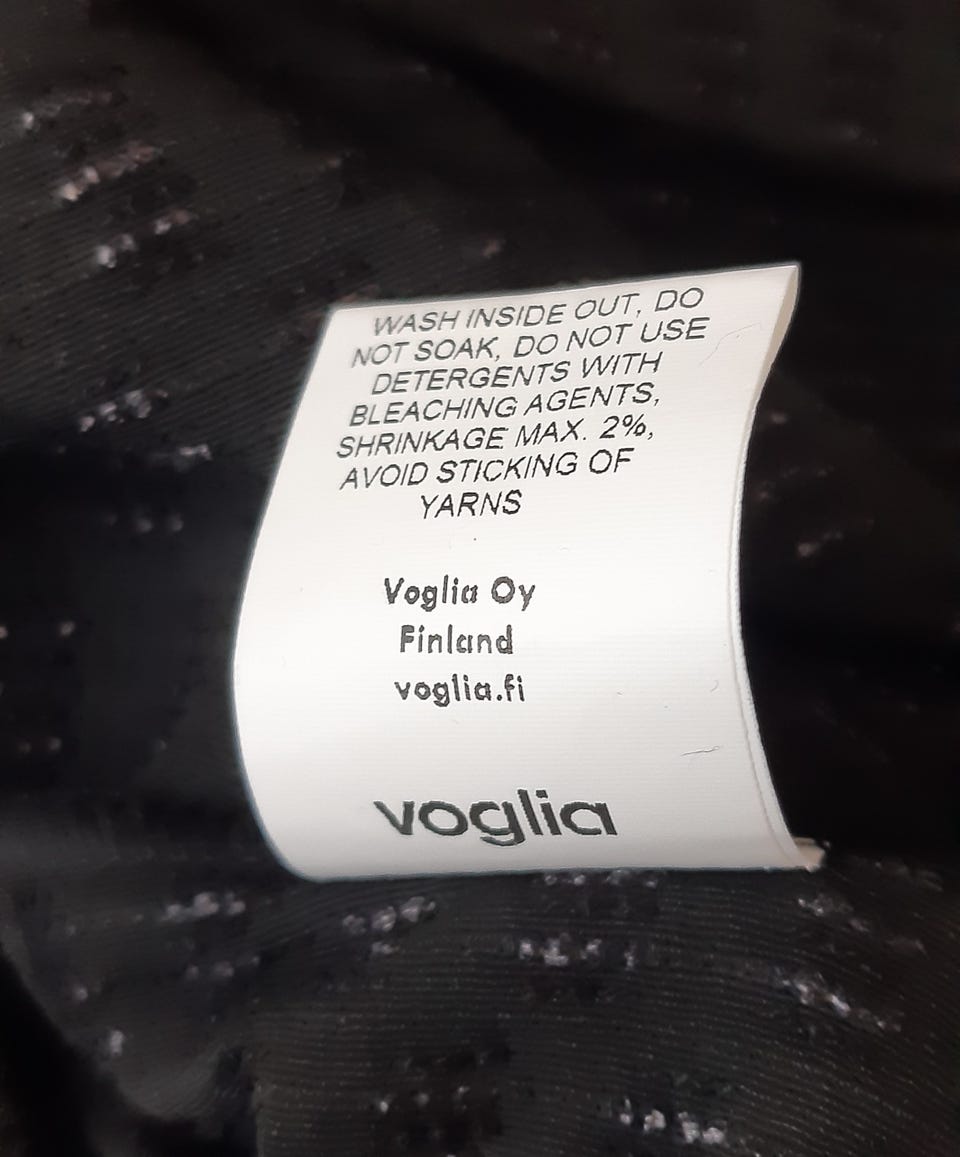 WASH INSIDE OUT, DO
NOT SOAK, DO NOT USE
DETERGENTS WITH
BLEACHING AGENTS,
SHRINKAGE MAX. 2%,
AVOID STICKING OF
YARNS
Voglia Oy
Finland
voglia.fi
voglia